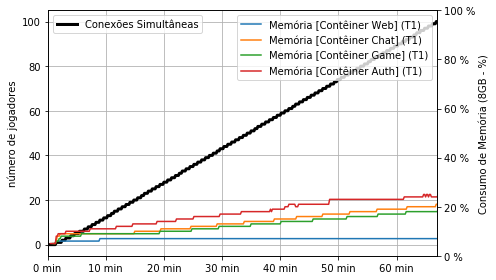 Conexões Simultâneas
Memória [Contêiner Web] (T1)
Memória [Contêiner Chat] (T1)
Memória [Contêiner Game] (T1)
Memória [Contêiner Auth] (T1)
número de jogadores
100
80
60
40
20
0
100 %
80 %
60 %
40 %
20 %
0 %
Consumo de Memória (8GB - %)
0 min 10 min 20 min 30 min 40 min 50 min 60 min